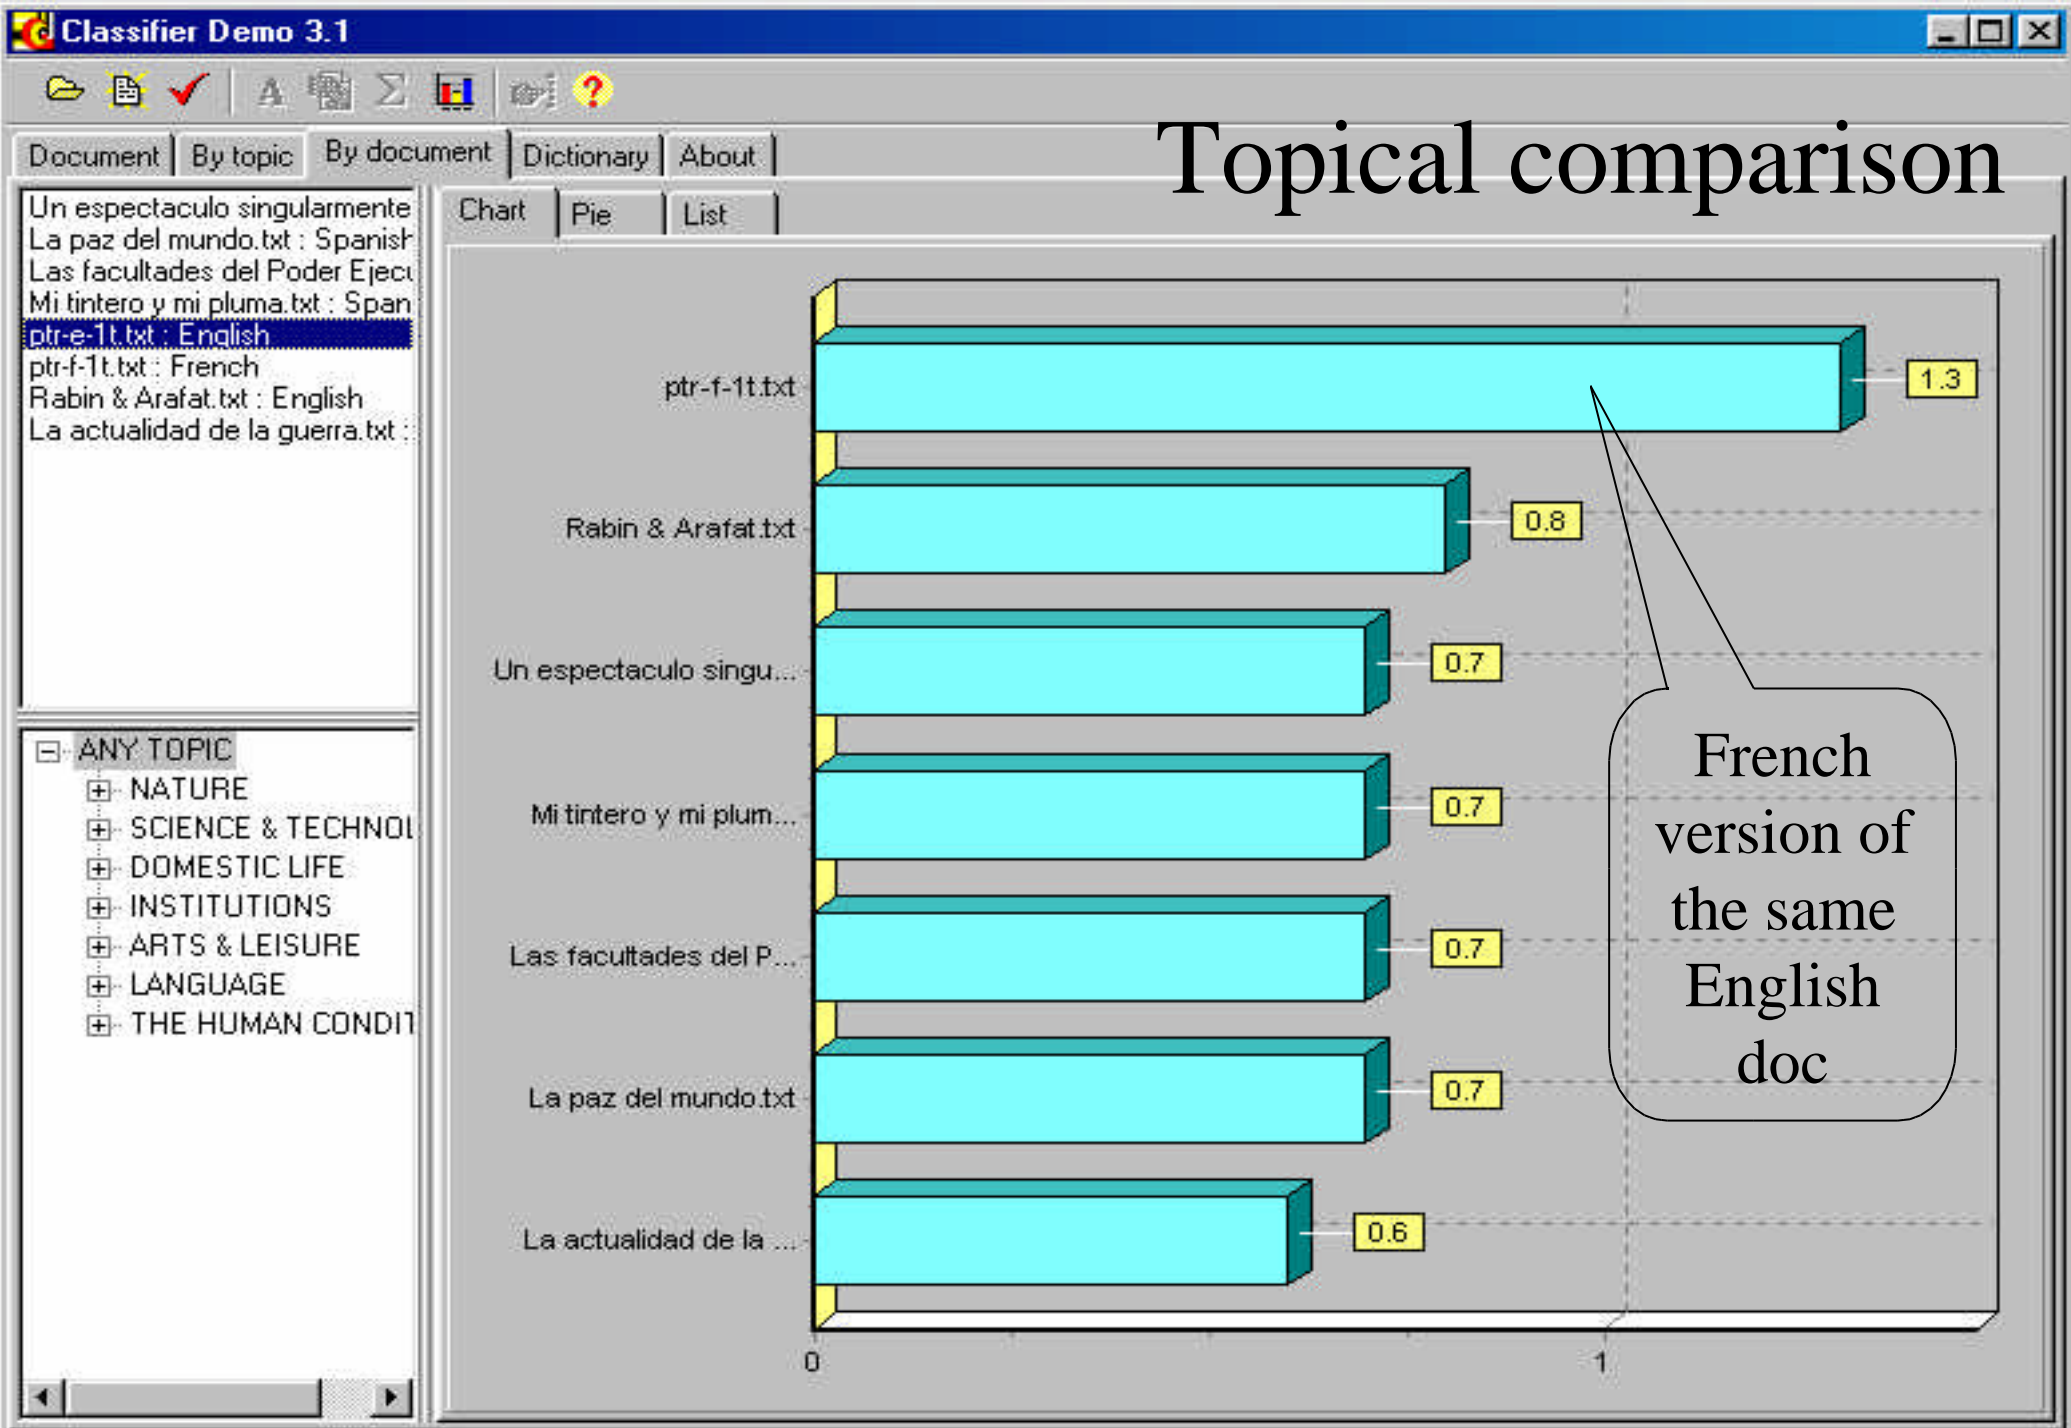 Classifier Demo 3.1
Document By topic By document Dictionary About
Topical comparison
Un espectaculo singularmente
La paz del mundo.txt : Spanish
Las facultades del Poder Ejecu
Mi tintero y mi pluma.txt : Span
ptr-e-1t.txt : English
ptr-f-1t.txt : French
Rabin & Arafat.txt : English
La actualidad de la guerra.txt :
ANY TOPIC
NATURE
SCIENCE & TECHNOL
DOMESTIC LIFE
INSTITUTIONS
ARTS & LEISURE
LANGUAGE
THE HUMAN CONDIT
Chart Pie List
ptr-f-1t.txt 1.3
Rabin & Arafat.txt 0.8
Un espectaculo singu... 0.7
Mi tintero y mi plum... 0.7
Las facultades del P... 0.7
La paz del mundo.txt 0.7
La actualidad de la ... 0.6
0 1
French
version of
the same
English
doc